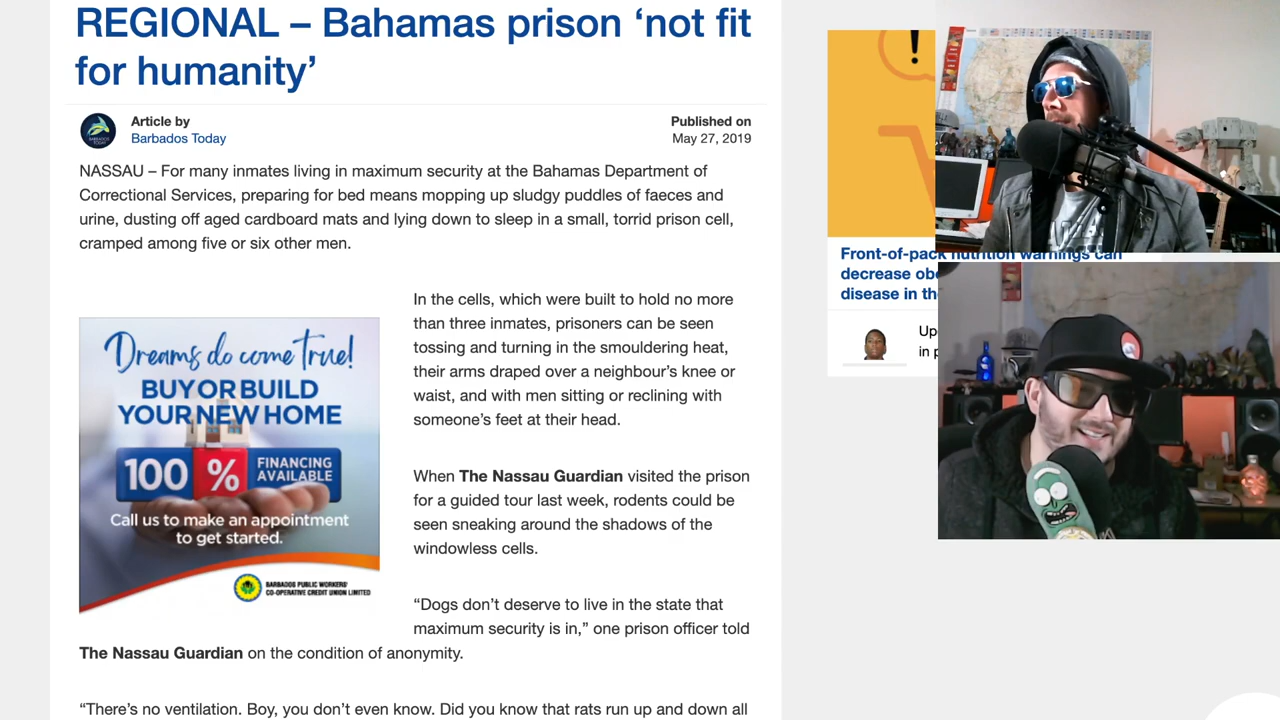 REGIONAL – Bahamas prison ‘not fit
for humanity’
Article by
Barbados Today
Published on
May 27, 2019
NASSAU – For many inmates living in maximum security at the Bahamas Department of
Correctional Services, preparing for bed means mopping up sludgy puddles of faeces and
urine, dusting off aged cardboard mats and lying down to sleep in a small, torrid prison cell,
cramped among five or six other men.
In the cells, which were built to hold no more
than three inmates, prisoners can be seen
tossing and turning in the smouldering heat,
their arms draped over a neighbour’s knee or
waist, and with men sitting or reclining with
someone’s feet at their head.
When The Nassau Guardian visited the prison
for a guided tour last week, rodents could be
seen sneaking around the shadows of the
windowless cells.
“Dogs don’t deserve to live in the state that
maximum security is in,” one prison officer told
The Nassau Guardian on the condition of anonymity.
“There’s no ventilation. Boy, you don’t even know. Did you know that rats run up and down all
Dreams do come true!
BUY OR BUILD
YOUR NEW HOME
100 % FINANCING
AVAILABLE
Call us to make an appointment
to get started.
BARBADOS PUBLIC WORKERS'
CO-OPERATIVE CREDIT UNION LIMITED
!
Front-of-pack nutrition warnings can
decrease
disease in
Up
in